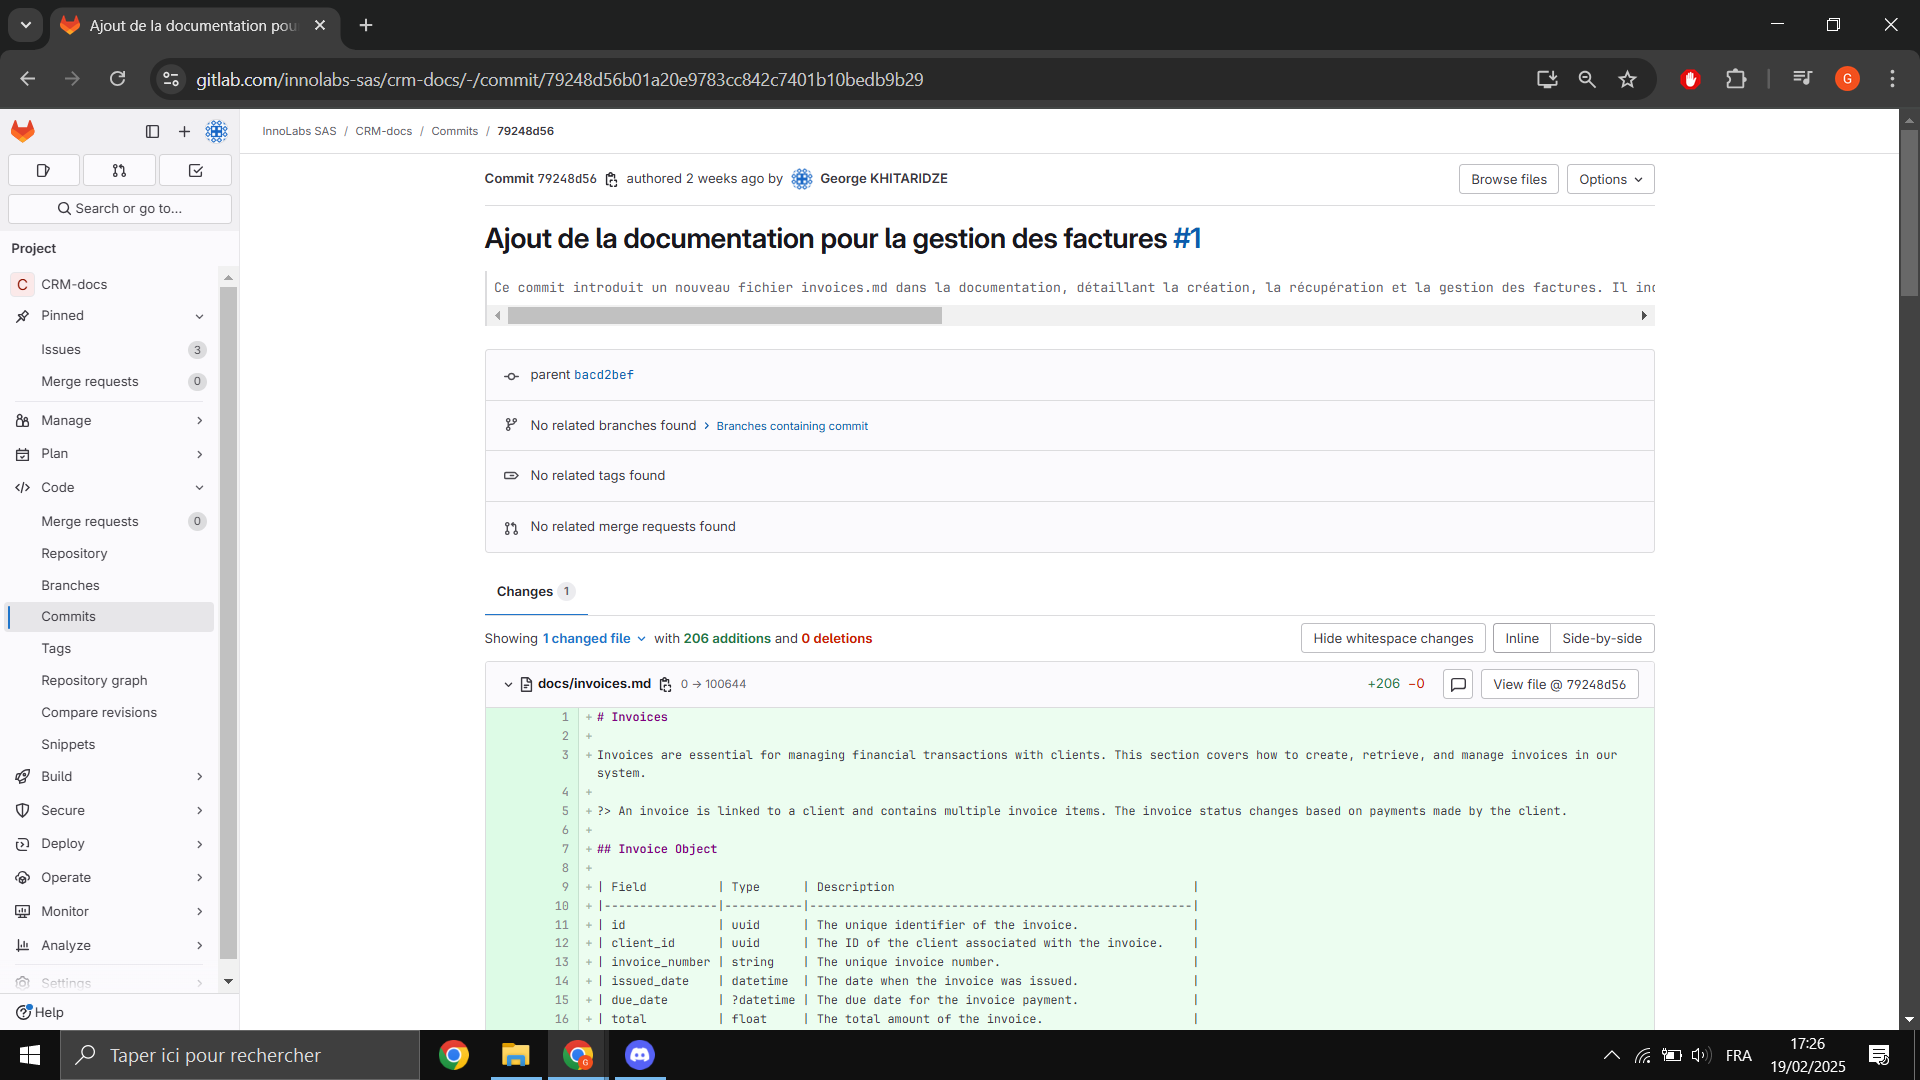 Ajout de la documentation pou
gitlab.com/innolabs-sas/crm-docs/-/commit/79248d56b01a20e9783cc842c7401b10bedb9b29
G
Search or go to...
Project
C CRM-docs
Pinned
Issues 3
Merge requests 0
Manage
Plan
Code
Merge requests 0
Repository
Branches
Commits
Tags
Repository graph
Compare revisions
Snippets
Build
Secure
Deploy
Operate
Monitor
Analyze
Settings
Help
InnoLabs SAS / CRM-docs / Commits / 79248d56
Commit 79248d56 authored 2 weeks ago by George KHITARIDZE
Browse files Options
Ajout de la documentation pour la gestion des factures #1
Ce commit introduit un nouveau fichier invoices.md dans la documentation, détaillant la création, la récupération et la gestion des factures. Il inc
parent bacd2bef
No related branches found > Branches containing commit
No related tags found
No related merge requests found
Changes 1
Showing 1 changed file with 206 additions and 0 deletions
Hide whitespace changes Inline Side-by-side
docs/invoices.md 0 → 100644 +206 −0 View file @ 79248d56
1 + # Invoices
2 +
3 + Invoices are essential for managing financial transactions with clients. This section covers how to create, retrieve, and manage invoices in our
system.
4 +
5 + ?> An invoice is linked to a client and contains multiple invoice items. The invoice status changes based on payments made by the client.
6 +
7 + ## Invoice Object
8 +
9 + | Field | Type | Description |
10 + |----------------|-----------|------------------------------------------------------|
11 + | id | uuid | The unique identifier of the invoice. |
12 + | client_id | uuid | The ID of the client associated with the invoice. |
13 + | invoice_number | string | The unique invoice number. |
14 + | issued_date | datetime | The date when the invoice was issued. |
15 + | due_date | ?datetime | The due date for the invoice payment. |
16 + | total | float | The total amount of the invoice. |
Taper ici pour rechercher
G
FRA
17:26
19/02/2025